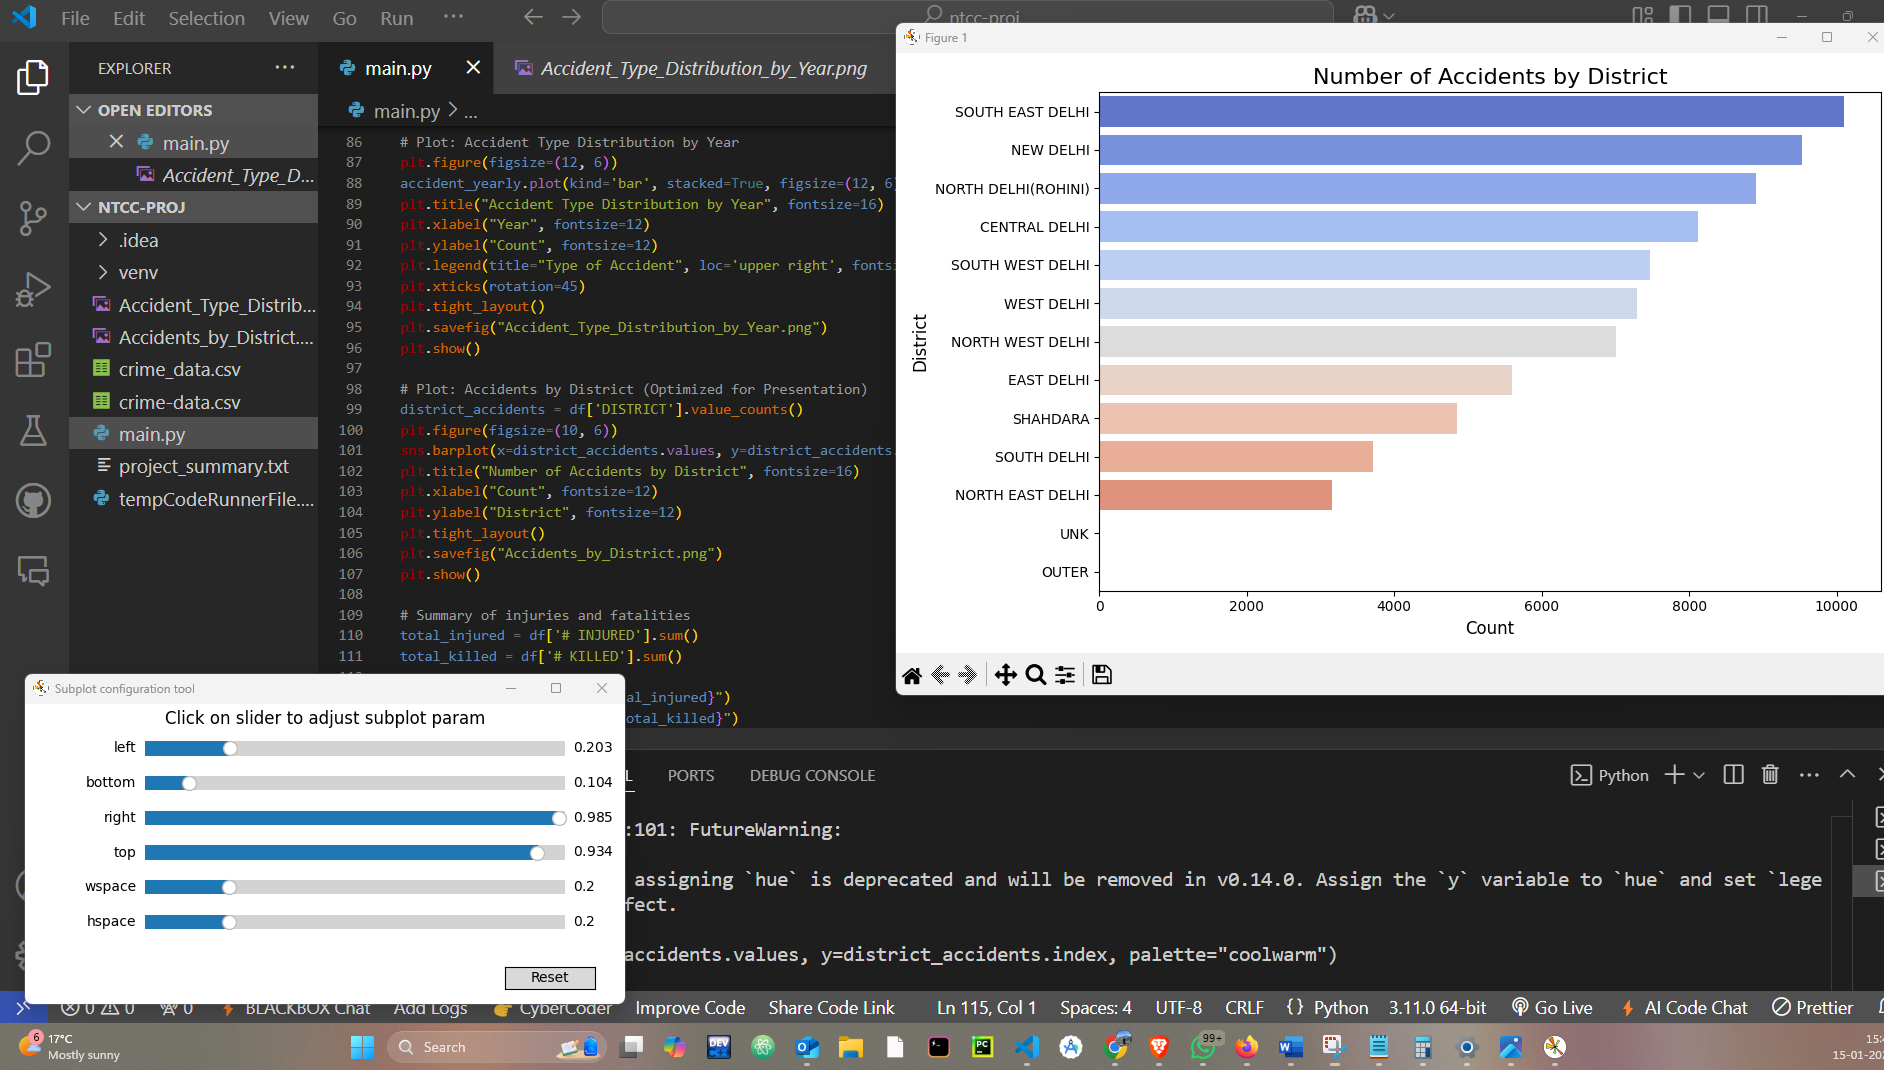 File Edit Selection View Go Run ...
ntcc-proj
EXPLORER
OPEN EDITORS
main.py
Accident_Type_D...
NTCC-PROJ
.idea
venv
Accident_Type_Distrib...
Accidents_by_District....
crime_data.csv
crime-data.csv
main.py
project_summary.txt
tempCodeRunnerFile....
main.py
Accident_Type_Distribution_by_Year.png
main.py > ...
86 # Plot: Accident Type Distribution by Year
87 plt.figure(figsize=(12, 6))
88 accident_yearly.plot(kind='bar', stacked=True, figsize=(12, 6
89 plt.title("Accident Type Distribution by Year", fontsize=16)
90 plt.xlabel("Year", fontsize=12)
91 plt.ylabel("Count", fontsize=12)
92 plt.legend(title="Type of Accident", loc='upper right', fonts
93 plt.xticks(rotation=45)
94 plt.tight_layout()
95 plt.savefig("Accident_Type_Distribution_by_Year.png")
96 plt.show()
97
98 # Plot: Accidents by District (Optimized for Presentation)
99 district_accidents = df['DISTRICT'].value_counts()
100 plt.figure(figsize=(10, 6))
101 sns.barplot(x=district_accidents.values, y=district_accidents.
102 plt.title("Number of Accidents by District", fontsize=16)
103 plt.xlabel("Count", fontsize=12)
104 plt.ylabel("District", fontsize=12)
105 plt.tight_layout()
106 plt.savefig("Accidents_by_District.png")
107 plt.show()
108
109 # Summary of injuries and fatalities
110 total_injured = df['# INJURED'].sum()
111 total_killed = df['# KILLED'].sum()
al_injured}")
otal_killed}")
Figure 1
Number of Accidents by District
District
SOUTH EAST DELHI
NEW DELHI
NORTH DELHI(ROHINI)
CENTRAL DELHI
SOUTH WEST DELHI
WEST DELHI
NORTH WEST DELHI
EAST DELHI
SHAHDARA
SOUTH DELHI
NORTH EAST DELHI
UNK
OUTER
0 2000 4000 6000 8000 10000
Count
Subplot configuration tool
Click on slider to adjust subplot param
left 0.203
bottom 0.104
right 0.985
top 0.934
wspace 0.2
hspace 0.2
Reset
L PORTS DEBUG CONSOLE
Python
:101: FutureWarning:
assigning `hue` is deprecated and will be removed in v0.14.0. Assign the `y` variable to `hue` and set `lege
ffect.
accidents.values, y=district_accidents.index, palette="coolwarm")
0 0 0 BLACKBOX Chat Add Logs CyberCoder Improve Code Share Code Link Ln 115, Col 1 Spaces: 4 UTF-8 CRLF {} Python 3.11.0 64-bit Go Live AI Code Chat Prettier
6
17°C
Mostly sunny
Search
DEV
C++
PC
99+
15:4
15-01-20